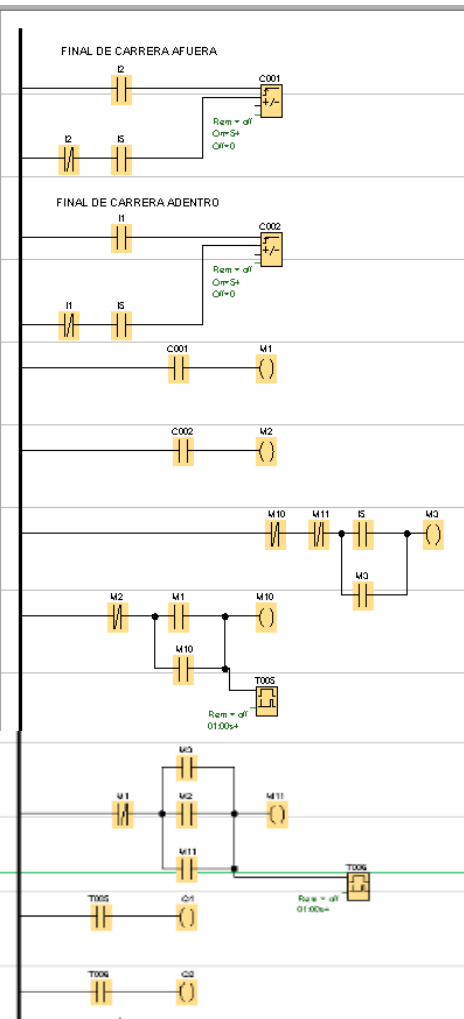 FINAL DE CARRERA AFUERA
I2
C001
+/-
Rem = off
On=5+
Off=0
I2 I5
FINAL DE CARRERA ADENTRO
I1
C002
+/-
Rem = off
On=5+
Off=0
I1 I5
C001 M1
C002 M2
M10 M11 I5 M3
M3
M2 M1 M10
M10
T005
Rem = off
01:00s+
M3
M1 M2 M11
M11
T006
Rem = off
01:00s+
T005 Q1
T006 Q2